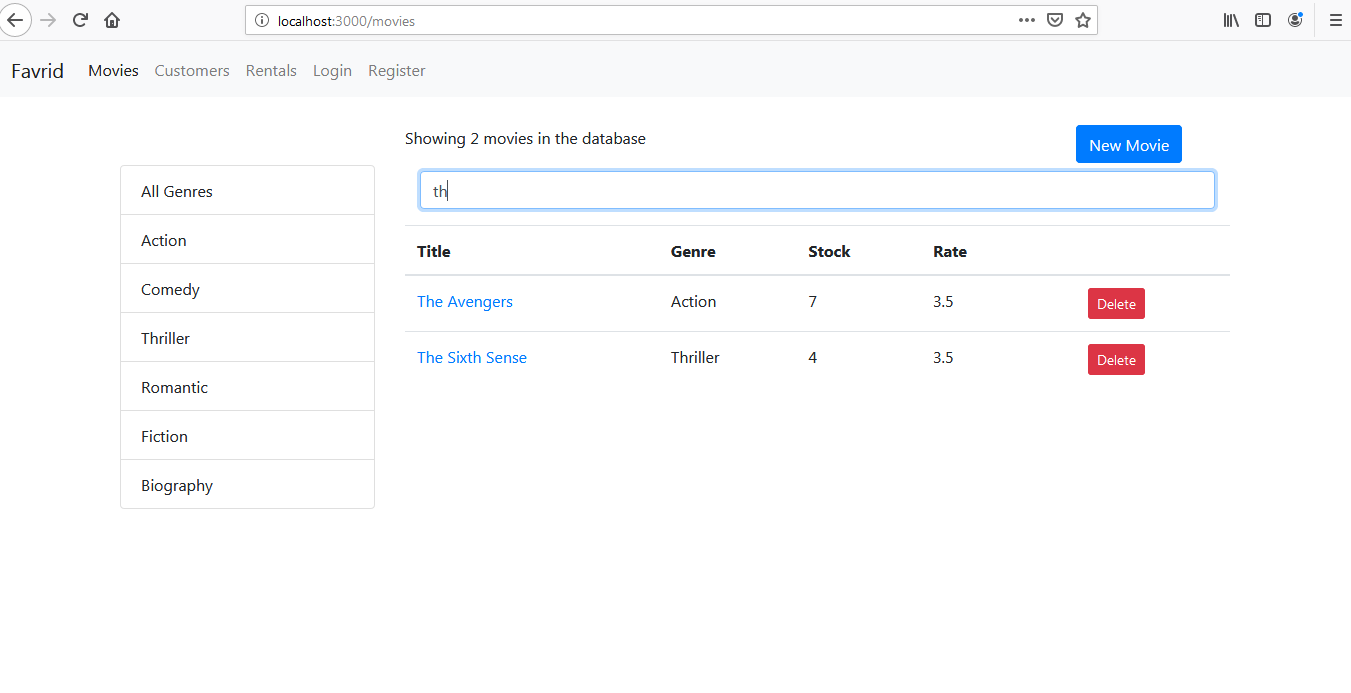 localhost:3000/movies
Favrid Movies Customers Rentals Login Register
Showing 2 movies in the database
New Movie
th
All Genres
Action
Comedy
Thriller
Romantic
Fiction
Biography
Title Genre Stock Rate
The Avengers Action 7 3.5 Delete
The Sixth Sense Thriller 4 3.5 Delete